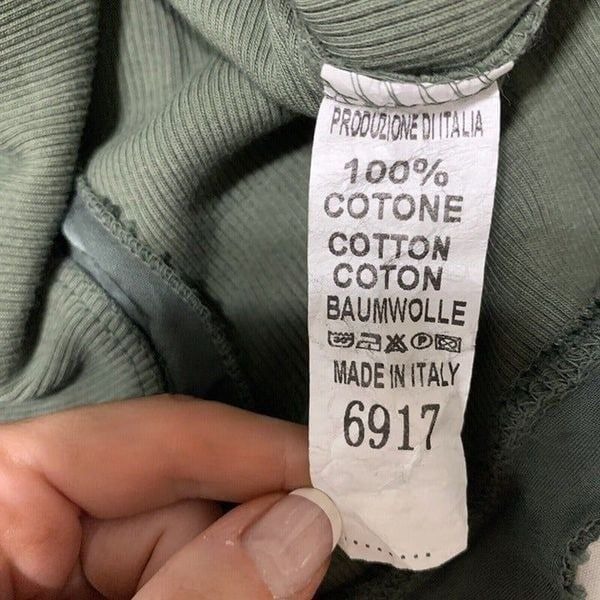 PRODUZIONE DI ITALIA
100%
COTONE
COTTON
COTON
BAUMWOLLE
P
MADE IN ITALY
6917